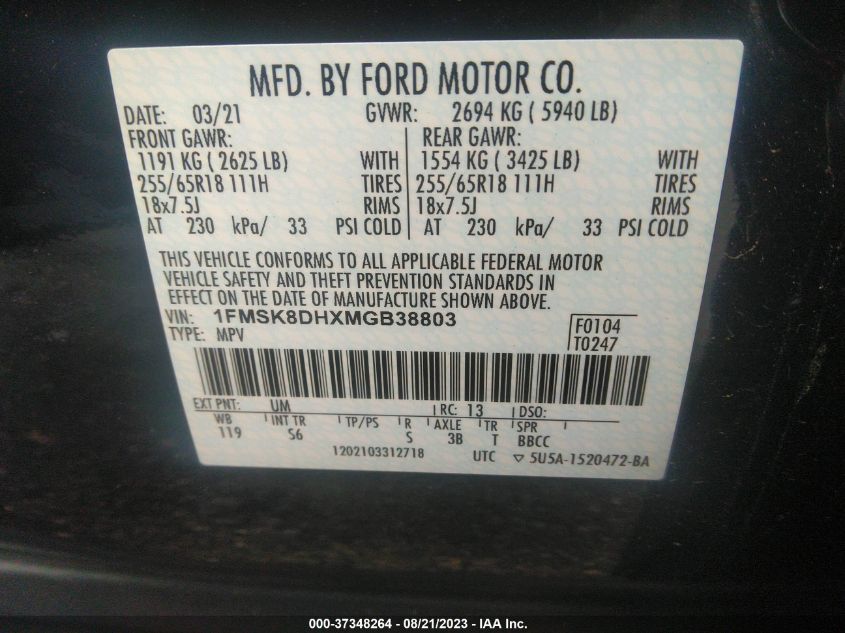 MFD. BY FORD MOTOR CO.
DATE: 03/21 GVWR: 2694 KG ( 5940 LB)
FRONT GAWR: REAR GAWR:
1191 KG ( 2625 LB) WITH 1554 KG ( 3425 LB) WITH
255/65R18 111H TIRES 255/65R18 111H TIRES
18x7.5J RIMS 18x7.5J RIMS
AT 230 kPa/ 33 PSI COLD AT 230 kPa/ 33 PSI COLD
THIS VEHICLE CONFORMS TO ALL APPLICABLE FEDERAL MOTOR
VEHICLE SAFETY AND THEFT PREVENTION STANDARDS IN
EFFECT ON THE DATE OF MANUFACTURE SHOWN ABOVE.
VIN: 1FMSK8DHXMGB38803 F0104
TYPE: MPV T0247
EXT PNT: UM RC: 13 DSO:
WB INT TR TP/PS R AXLE TR SPR
119 S6 S 3B T BBCC
1202103312718 UTC ▽ 5U5A-1520472-BA
000-37348264 - 08/21/2023 - IAA Inc.